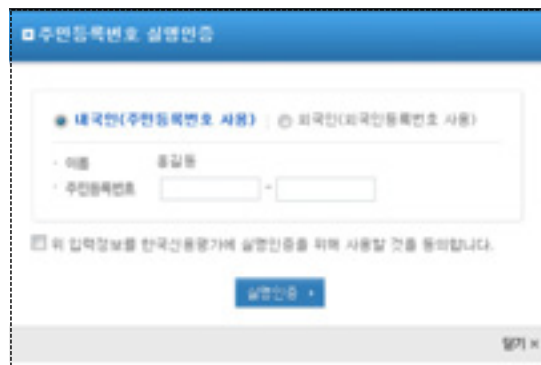 주민등록번호 실명인증
내국인(주민등록번호 사용) 외국인(외국인등록번호 사용)
· 이름 홍길동
· 주민등록번호 -
위 입력정보를 한국신용평가에 실명인증을 위해 사용할 것을 동의합니다.
실명인증
닫기 ×